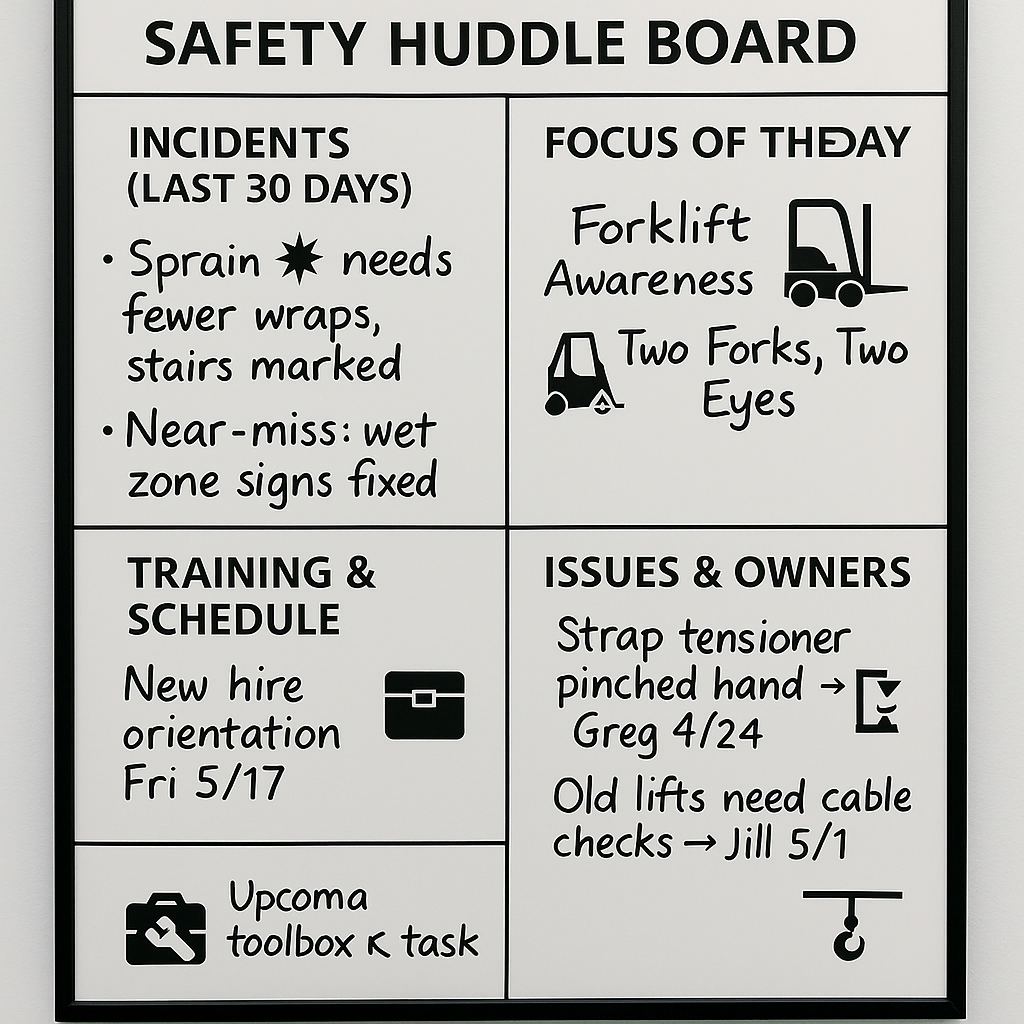 SAFETY HUDDLE BOARD
INCIDENTS
(LAST 30 DAYS)
• Sprain ✷ needs
fewer wraps,
stairs marked
• Near-miss: wet
zone signs fixed
FOCUS OF THEDAY
Forklift
Awareness
Two Forks, Two
Eyes
TRAINING &
SCHEDULE
New hire
orientation
Fri 5/17
Upcoma
toolbox K task
ISSUES & OWNERS
Strap tensioner
pinched hand →
Greg 4/24
Old lifts need cable
checks → Jill 5/1